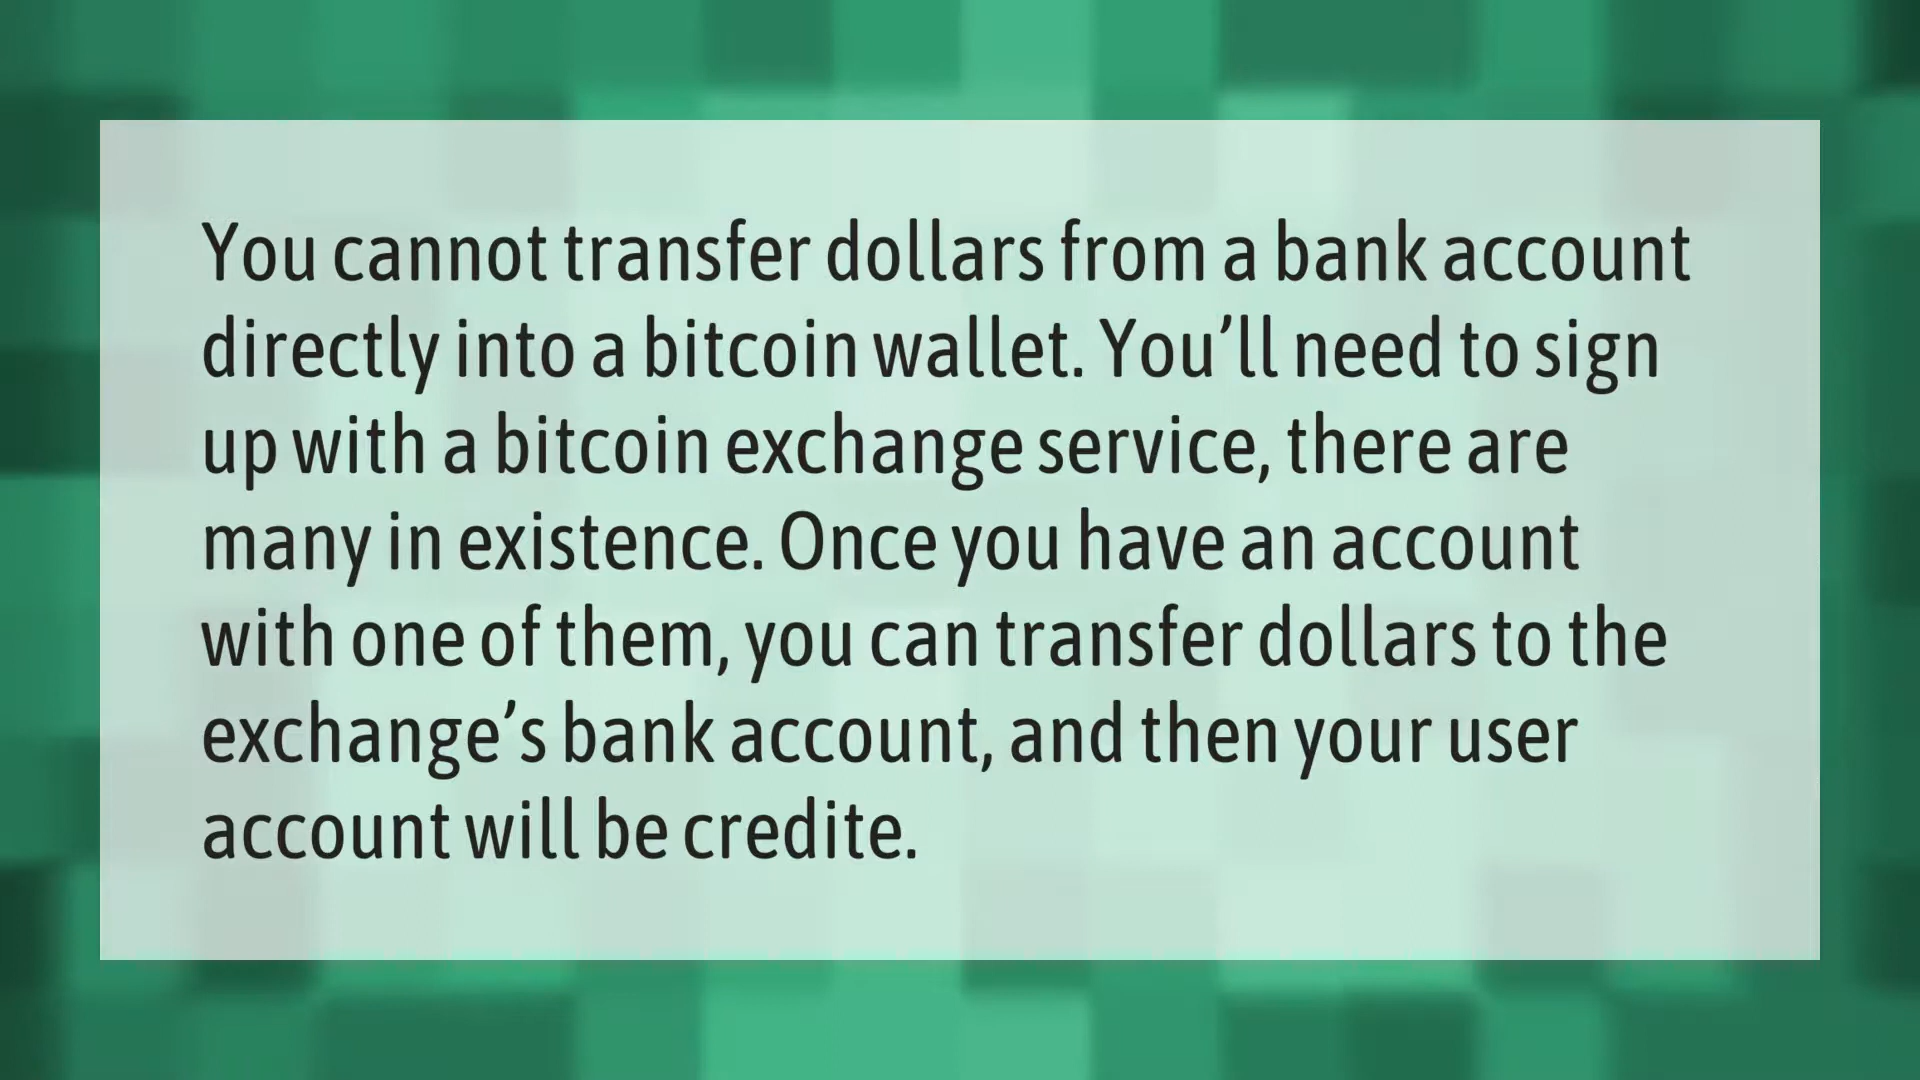 You cannot transfer dollars from a bank account
directly into a bitcoin wallet. You’ll need to sign
up with a bitcoin exchange service, there are
many in existence. Once you have an account
with one of them, you can transfer dollars to the
exchange’s bank account, and then your user
account will be credite.